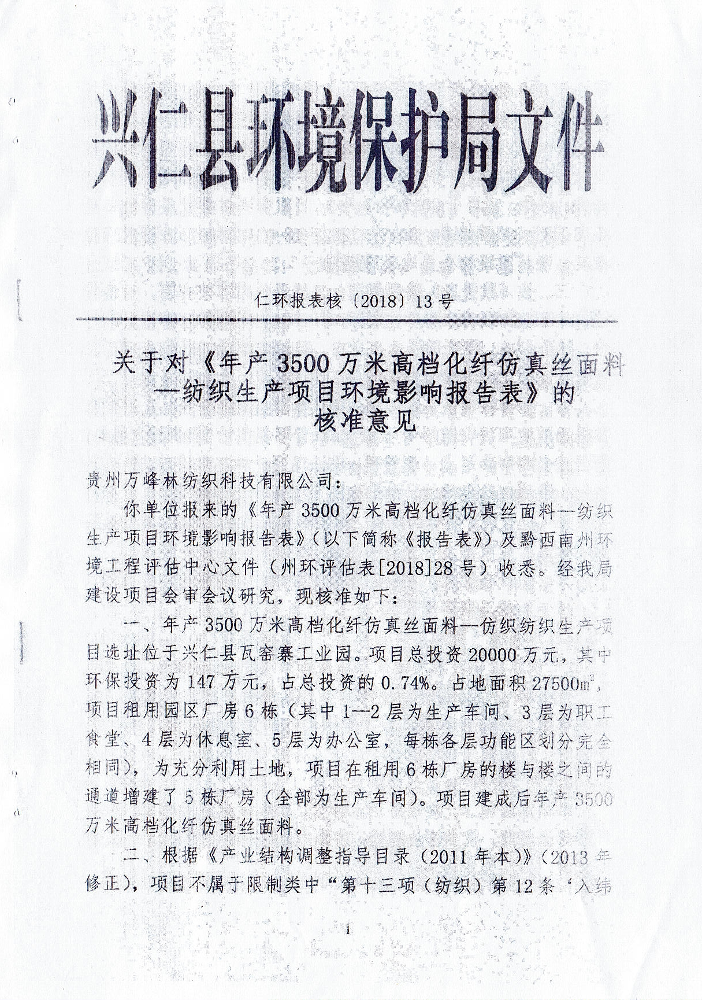 兴仁县环境保护局文件
仁环报表核〔2018〕13号
关于对《年产3500万米高档化纤仿真丝面料
—纺织生产项目环境影响报告表》的
核准意见
贵州万峰林纺织科技有限公司：
你单位报来的《年产3500万米高档化纤仿真丝面料—纺织
生产项目环境影响报告表》（以下简称《报告表》）及黔西南州环
境工程评估中心文件（州环评估表[2018]28号）收悉。经我局
建设项目会审会议研究，现核准如下：
一、年产3500万米高档化纤仿真丝面料—仿织纺织生产项
目选址位于兴仁县瓦窑寨工业园。项目总投资20000万元，其中
环保投资为147万元，占总投资的0.74%。占地面积27500㎡，
项目租用园区厂房6栋（其中1—2层为生产车间、3层为职工
食堂、4层为休息室、5层为办公室，每栋各层功能区划分完全
相同），为充分利用土地，项目在租用6栋厂房的楼与楼之间的
通道增建了5栋厂房（全部为生产车间）。项目建成后年产3500
万米高档化纤仿真丝面料。
二、根据《产业结构调整指导目录（2011年本）》（2013年
修正），项目不属于限制类中“第十三项（纺织）第12条‘入纬
1